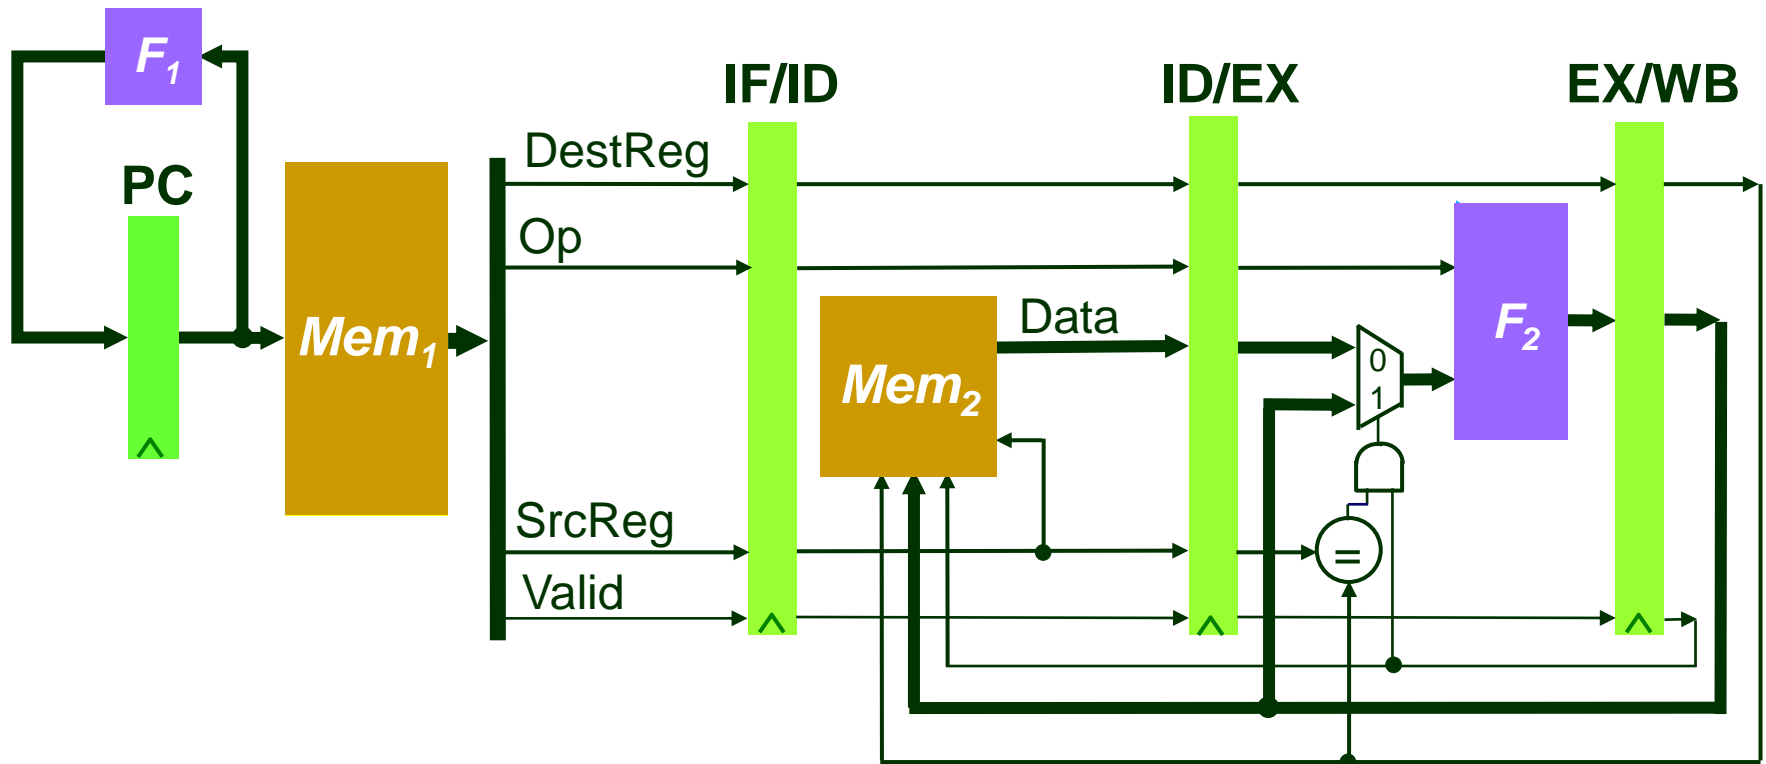 F1
IF/ID
ID/EX
EX/WB
DestReg
PC
Op
Data
Mem1
F2
0
Mem2
1
SrcReg
=
Valid